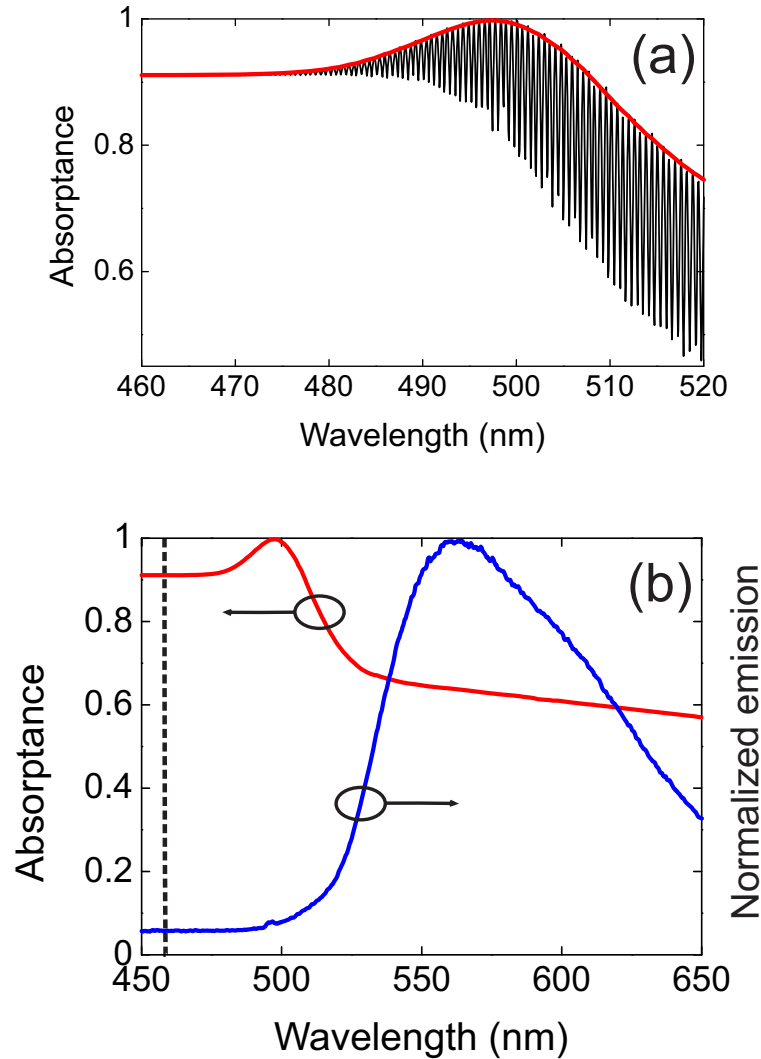 (a)
Absorptance
1
0.8
0.6
460 470 480 490 500 510 520
Wavelength (nm)
(b)
Absorptance
Normalized emission
1
0.8
0.6
0.4
0.2
0
450 500 550 600 650
Wavelength (nm)